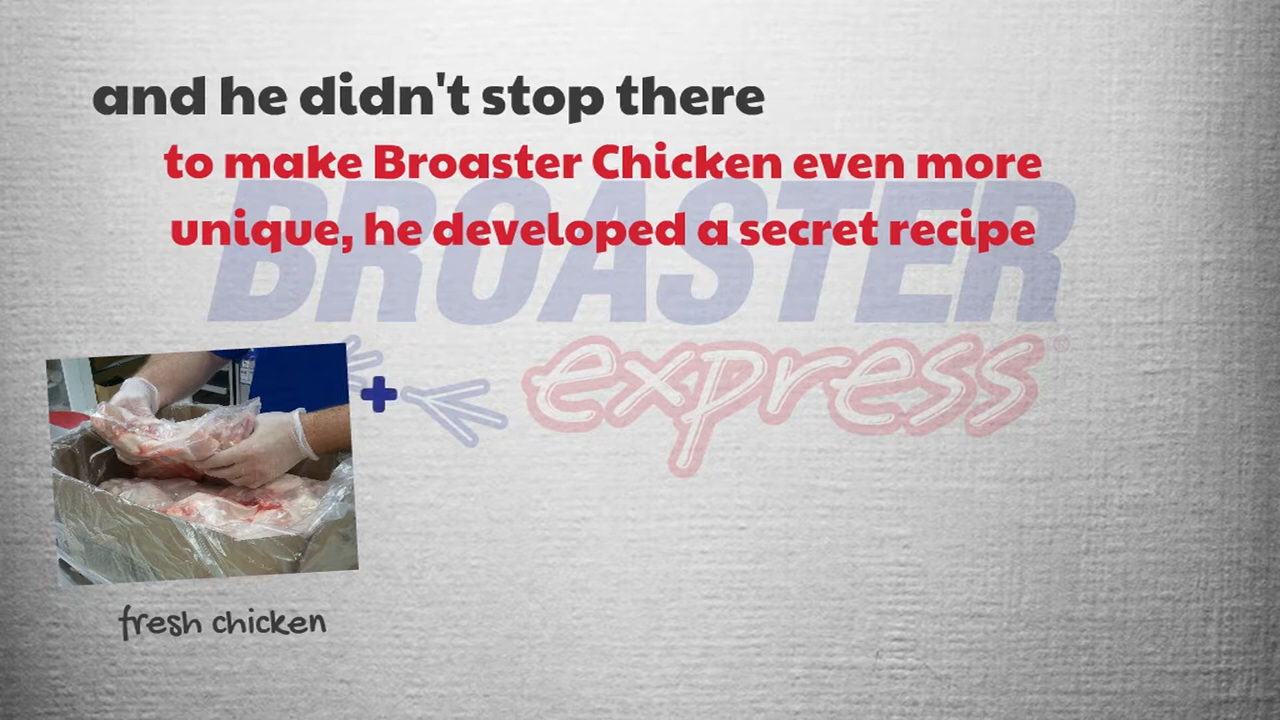 and he didn't stop there
to make Broaster Chicken even more
unique, he developed a secret recipe
BROASTER
express®
+
fresh chicken